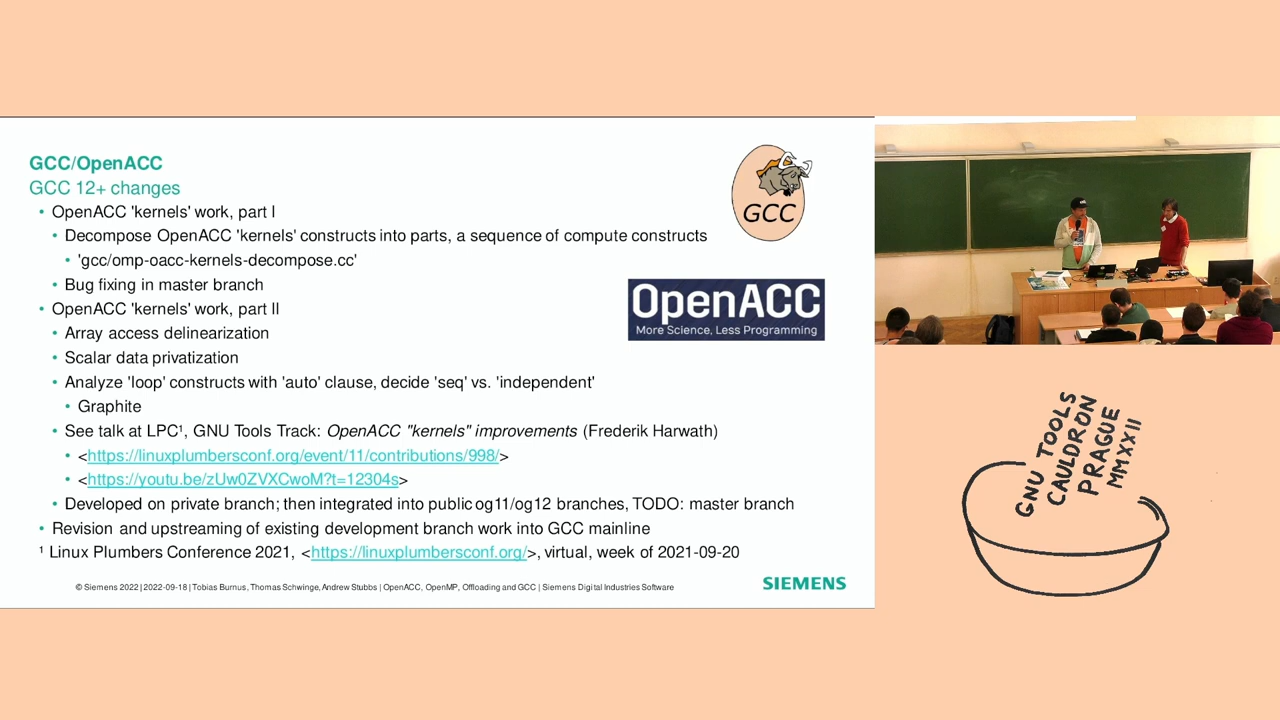 GCC/OpenACC
GCC 12+ changes
• OpenACC 'kernels' work, part I
• Decompose OpenACC 'kernels' constructs into parts, a sequence of compute constructs
• 'gcc/omp-oacc-kernels-decompose.cc'
• Bug fixing in master branch
• OpenACC 'kernels' work, part II
• Array access delinearization
• Scalar data privatization
• Analyze 'loop' constructs with 'auto' clause, decide 'seq' vs. 'independent'
• Graphite
• See talk at LPC¹, GNU Tools Track: OpenACC "kernels" improvements (Frederik Harwath)
• <https://linuxplumbersconf.org/event/11/contributions/998/>
• <https://youtu.be/zUw0ZVXCwoM?t=12304s>
• Developed on private branch; then integrated into public og11/og12 branches, TODO: master branch
• Revision and upstreaming of existing development branch work into GCC mainline
¹ Linux Plumbers Conference 2021, <https://linuxplumbersconf.org/>, virtual, week of 2021-09-20
© Siemens 2022 | 2022-09-18 | Tobias Burnus, Thomas Schwinge, Andrew Stubbs | OpenACC, OpenMP, Offloading and GCC | Siemens Digital Industries Software
SIEMENS
GCC
OpenACC
More Science, Less Programming
GNU TOOLS
CAULDRON
PRAGUE
MMXXII